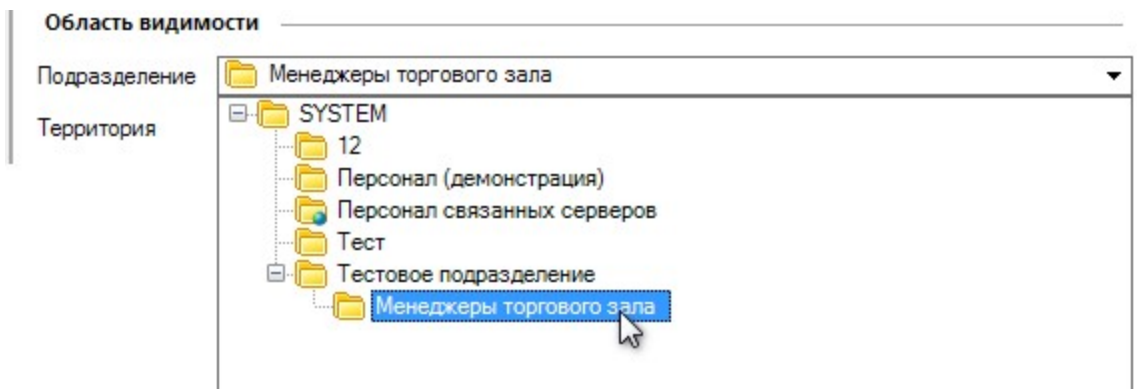 Область видимости
Подразделение Менеджеры торгового зала
Территория
SYSTEM
12
Персонал (демонстрация)
Персонал связанных серверов
Тест
Тестовое подразделение
Менеджеры торгового зала